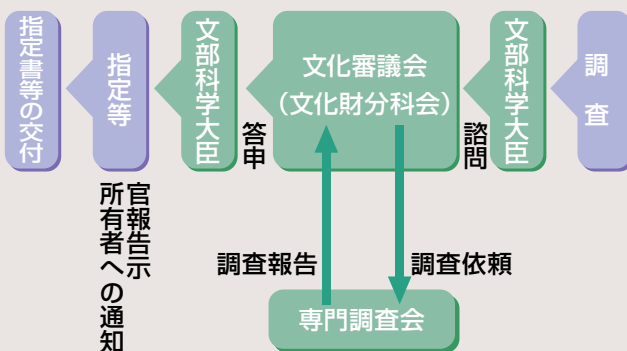 調査
文部科学大臣
諮問
文化審議会
（文化財分科会）
調査依頼
専門調査会
調査報告
答申
文部科学大臣
指定等
官報告示
所有者への通知
指定書等の交付